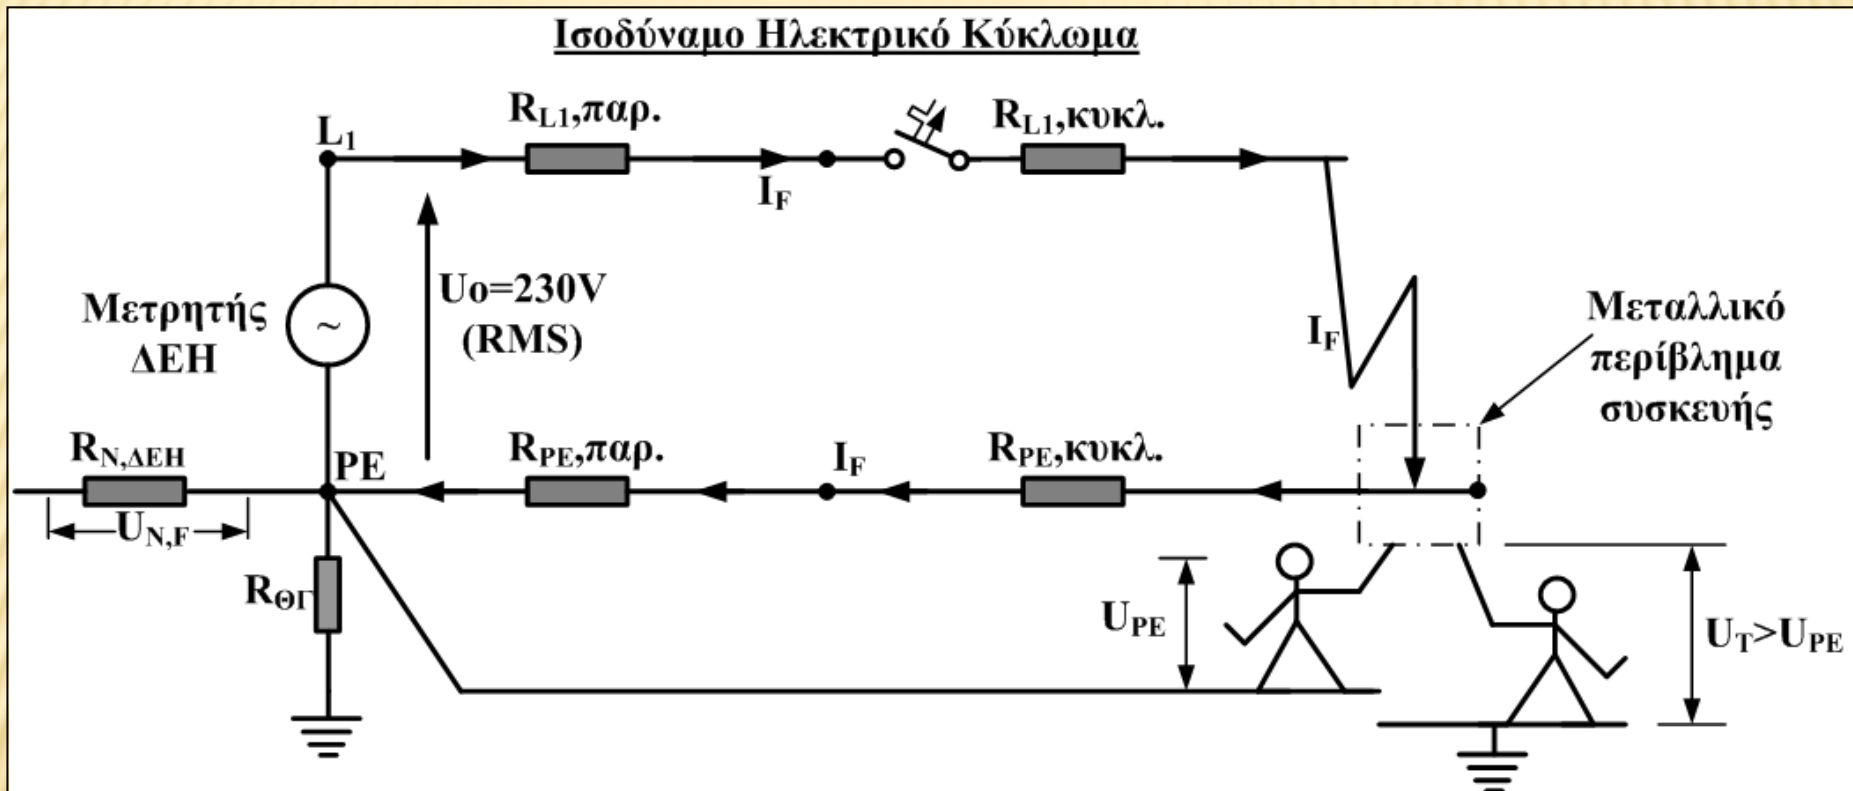 Ισοδύναμο Ηλεκτρικό Κύκλωμα
L1
RL1,παρ.
RL1,κυκλ.
IF
Uo=230V
(RMS)
Μετρητής
ΔΕΗ
~
IF
Μεταλλικό
περίβλημα
συσκευής
RN,ΔΕΗ
PE
RPE,παρ.
IF
RPE,κυκλ.
UN,F
RΘΓ
UPE
UT>UPE